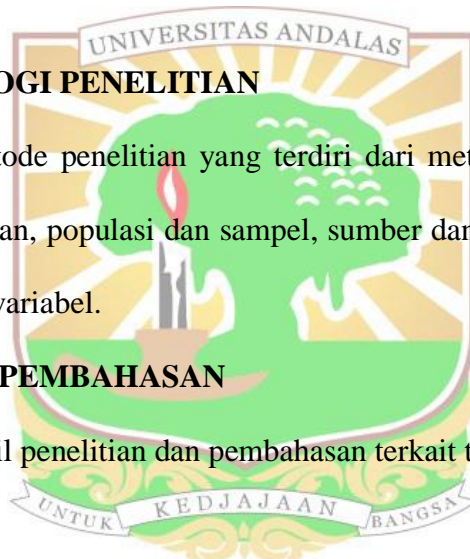 UNIVERSITAS ANDALAS
OGI PENELITIAN
tode penelitian yang terdiri dari met
an, populasi dan sampel, sumber dan
variabel.
PEMBAHASAN
il penelitian dan pembahasan terkait t
UNTUK KEDJAJAAN BANGSA